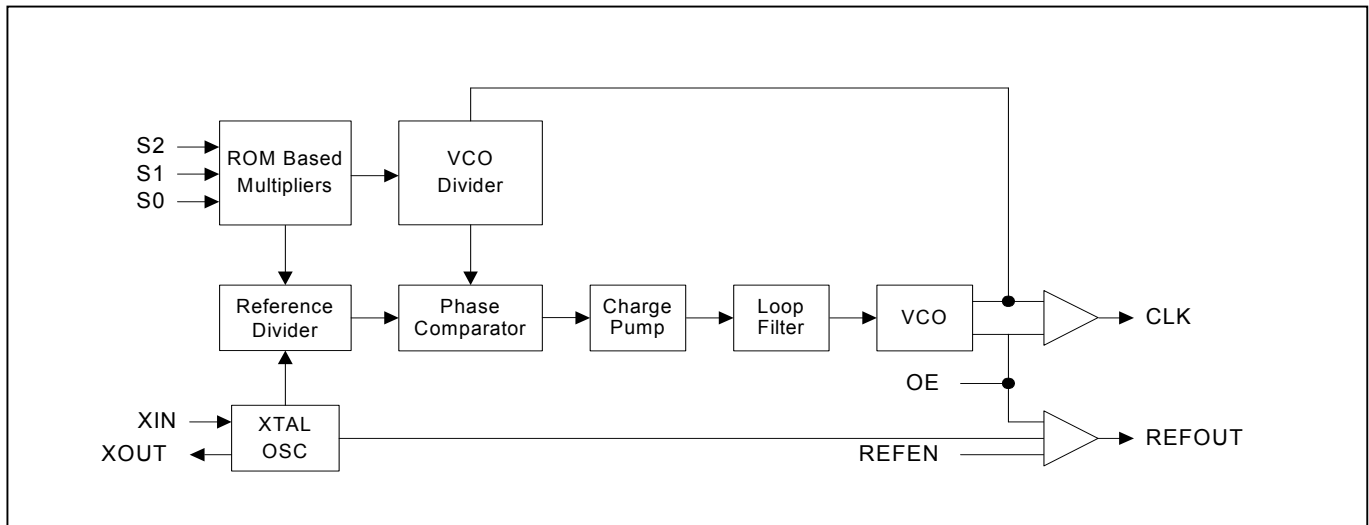 S2
S1
S0
ROM Based
Multipliers
VCO
Divider
Reference
Divider
Phase
Comparator
Charge
Pump
Loop
Filter
VCO
CLK
OE
XIN
XOUT
XTAL
OSC
REFEN
REFOUT